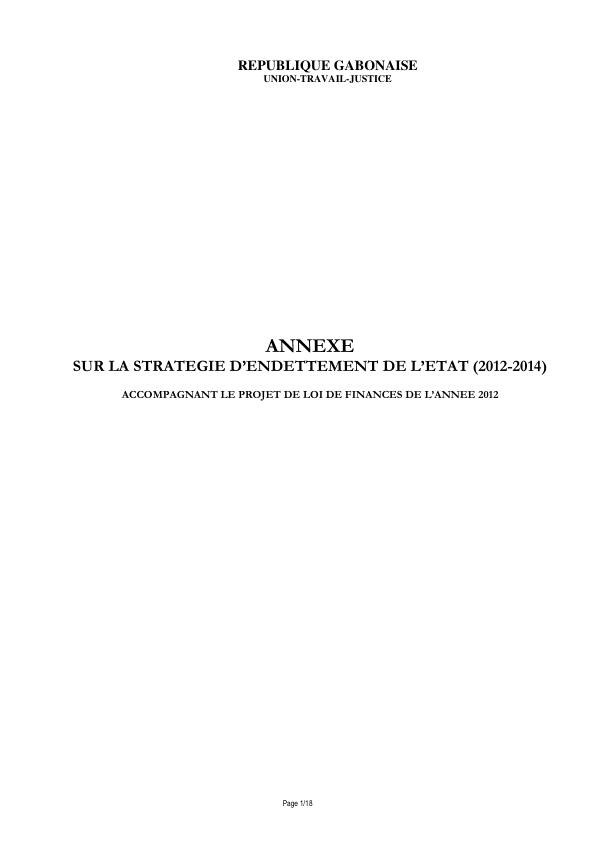 REPUBLIQUE GABONAISE
UNION-TRAVAIL-JUSTICE
ANNEXE
SUR LA STRATEGIE D’ENDETTEMENT DE L’ETAT (2012-2014)
ACCOMPAGNANT LE PROJET DE LOI DE FINANCES DE L’ANNEE 2012
Page 1/18